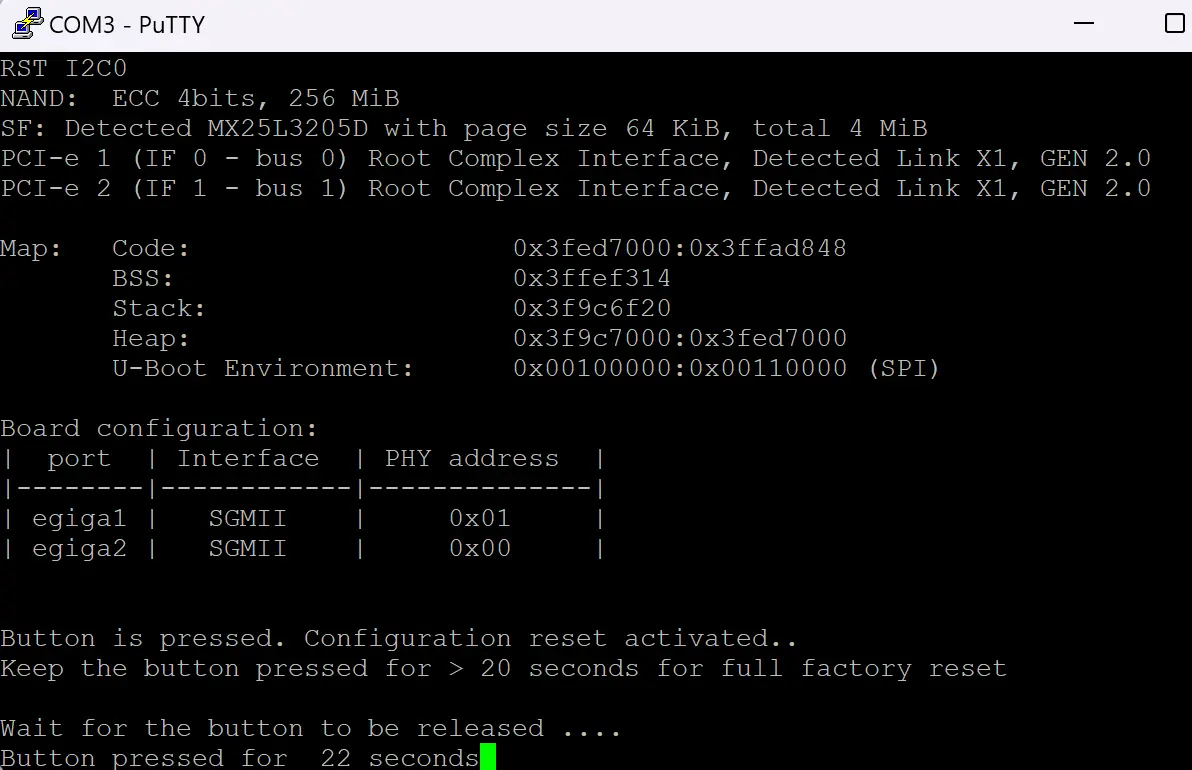 COM3 - PuTTY
RST I2C0
NAND:  ECC 4bits, 256 MiB
SF: Detected MX25L3205D with page size 64 KiB, total 4 MiB
PCI-e 1 (IF 0 - bus 0) Root Complex Interface, Detected Link X1, GEN 2.0
PCI-e 2 (IF 1 - bus 1) Root Complex Interface, Detected Link X1, GEN 2.0
Map:   Code:                    0x3fed7000:0x3ffad848
       BSS:                     0x3ffef314
       Stack:                   0x3f9c6f20
       Heap:                    0x3f9c7000:0x3fed7000
       U-Boot Environment:      0x00100000:0x00110000 (SPI)
Board configuration:
|  port  | Interface  | PHY address  |
|--------|------------|--------------|
| egiga1 |   SGMII    |     0x01     |
| egiga2 |   SGMII    |     0x00     |
Button is pressed. Configuration reset activated..
Keep the button pressed for > 20 seconds for full factory reset
Wait for the button to be released ....
Button pressed for  22 seconds